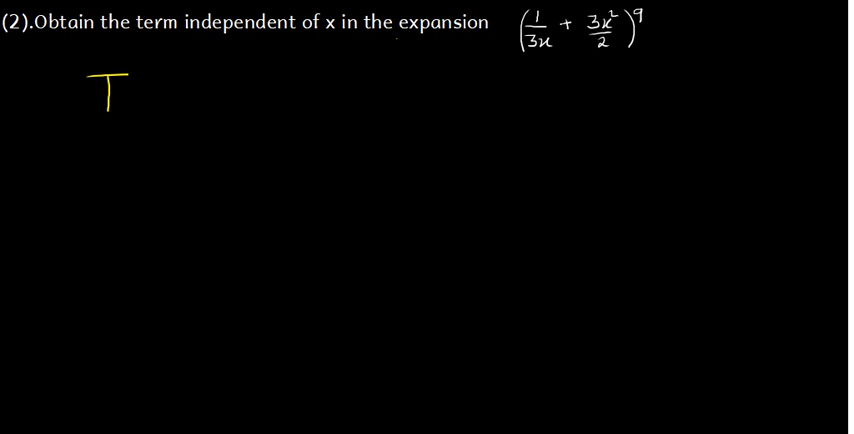 (2).Obtain the term independent of x in the expansion (1/3x + 3x²/2)⁹
T